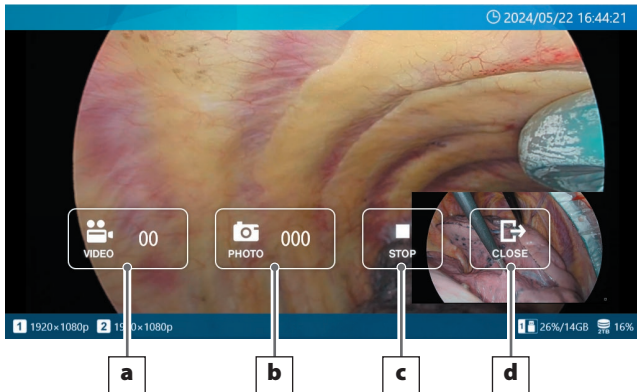 2024/05/22 16:44:21
VIDEO 00
PHOTO 000
STOP
CLOSE
1 1920×1080p 2 1920×1080p
1 26%/14GB 2TB 16%
a b c d